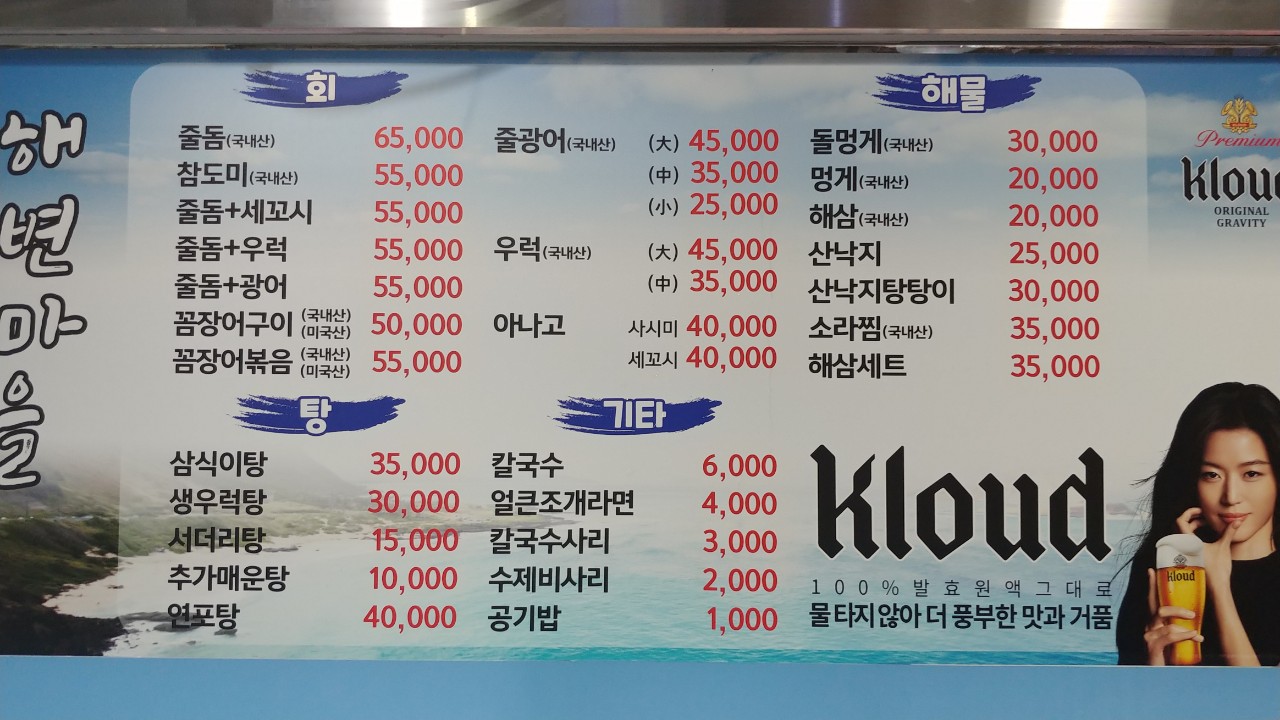 해변마을
회
줄돔(국내산) 65,000
참도미(국내산) 55,000
줄돔+세꼬시 55,000
줄돔+우럭 55,000
줄돔+광어 55,000
꼼장어구이 (국내산)(미국산) 50,000
꼼장어볶음 (국내산)(미국산) 55,000
줄광어(국내산) (大) 45,000
(中) 35,000
(小) 25,000
우럭(국내산) (大) 45,000
(中) 35,000
아나고 사시미 40,000
세꼬시 40,000
해물
돌멍게(국내산) 30,000
멍게(국내산) 20,000
해삼(국내산) 20,000
산낙지 25,000
산낙지탕탕이 30,000
소라찜(국내산) 35,000
해삼세트 35,000
탕
삼식이탕 35,000
생우럭탕 30,000
서더리탕 15,000
추가매운탕 10,000
연포탕 40,000
기타
칼국수 6,000
얼큰조개라면 4,000
칼국수사리 3,000
수제비사리 2,000
공기밥 1,000
Premium
Kloud
ORIGINAL
GRAVITY
Kloud
100%발효원액그대로
물 타지 않아 더 풍부한 맛과 거품
Kloud